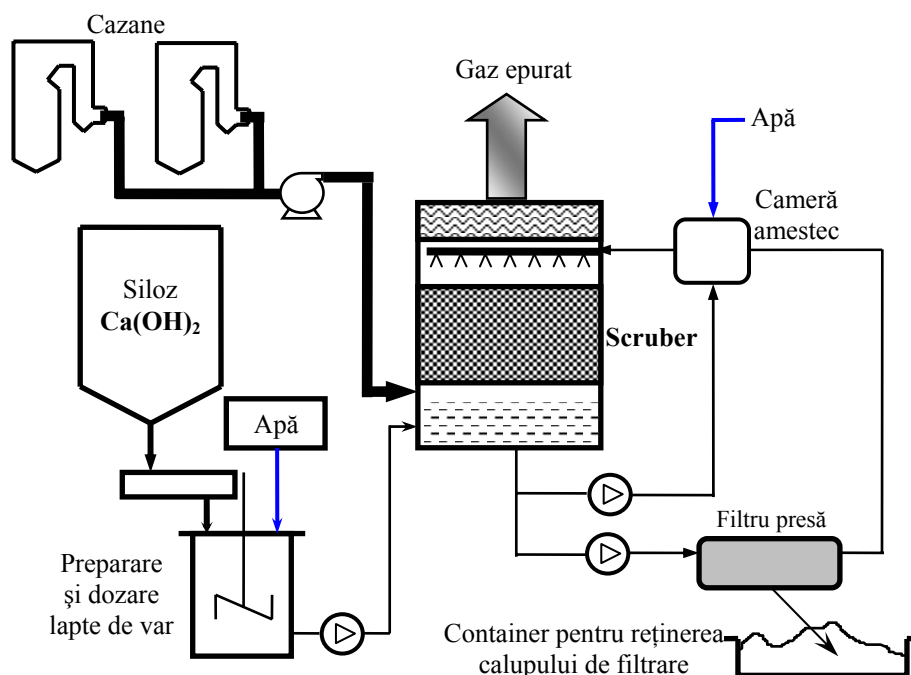 Cazane
Gaz epurat
Apă
Cameră
amestec
Siloz
Ca(OH)2
Scruber
Apă
Filtru presă
Preparare
şi dozare
lapte de var
Container pentru reţinerea
calupului de filtrare